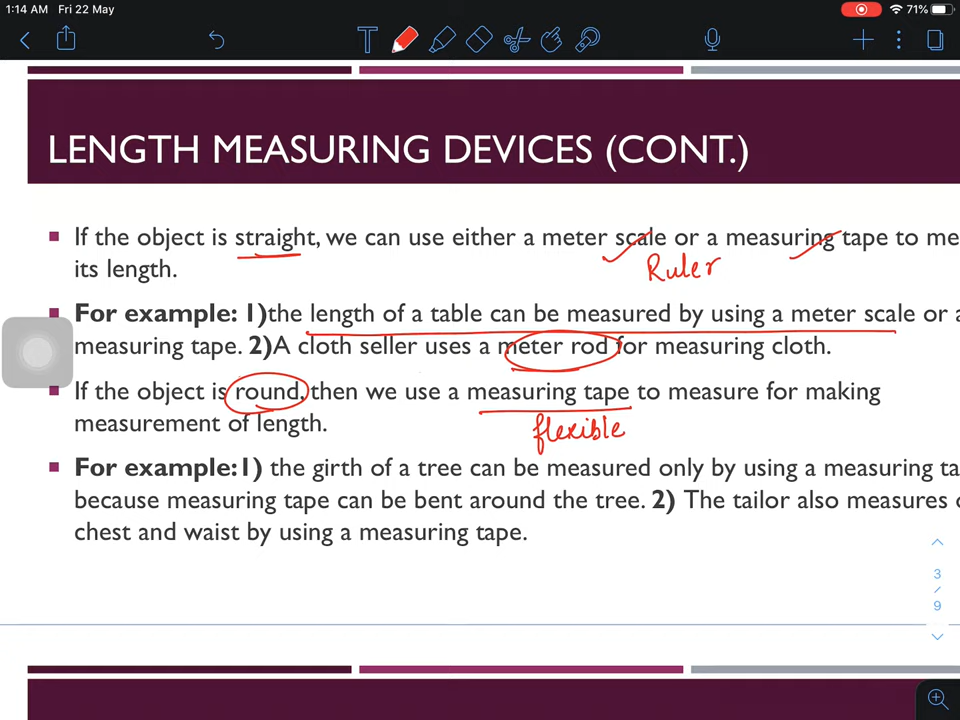 1:14 AM Fri 22 May
71%
LENGTH MEASURING DEVICES (CONT.)
If the object is straight, we can use either a meter scale or a measuring tape to me
its length.
Ruler
For example: 1)the length of a table can be measured by using a meter scale or a
measuring tape. 2)A cloth seller uses a meter rod for measuring cloth.
If the object is round, then we use a measuring tape to measure for making
measurement of length.
flexible
For example:1) the girth of a tree can be measured only by using a measuring ta
because measuring tape can be bent around the tree. 2) The tailor also measures o
chest and waist by using a measuring tape.
3
/
9